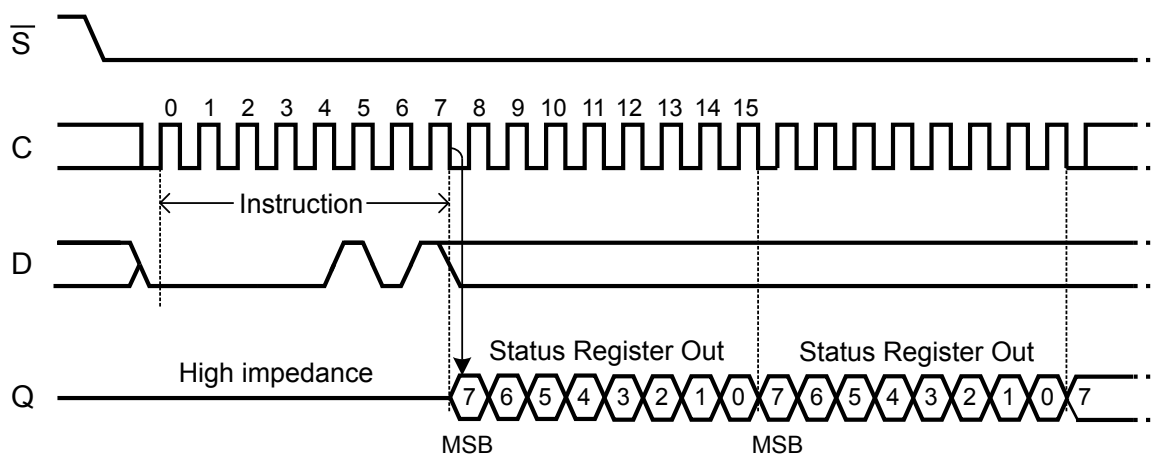 S
0 1 2 3 4 5 6 7 8 9 10 11 12 13 14 15
C
Instruction
D
Status Register Out Status Register Out
High impedance
Q 7 6 5 4 3 2 1 0 7 6 5 4 3 2 1 0 7
MSB MSB